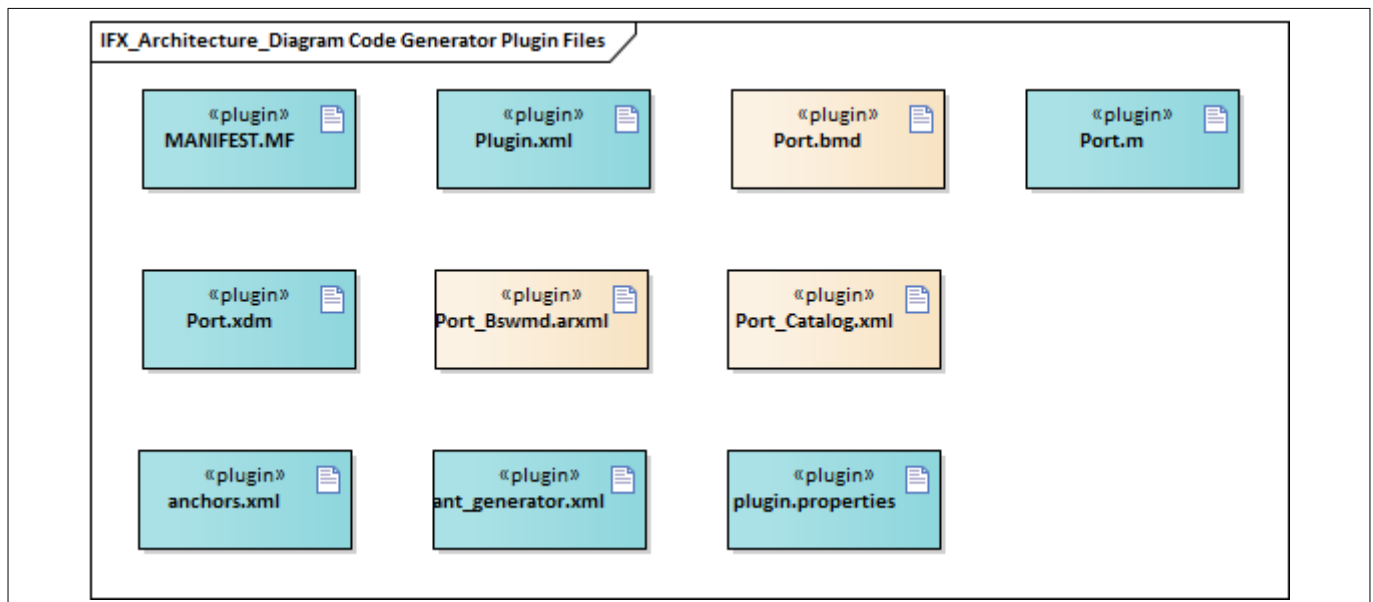 IFX_Architecture_Diagram Code Generator Plugin Files
«plugin»
MANIFEST.MF
«plugin»
Plugin.xml
«plugin»
Port.bmd
«plugin»
Port.m
«plugin»
Port.xdm
«plugin»
Port_Bswmd.arxml
«plugin»
Port_Catalog.xml
«plugin»
anchors.xml
«plugin»
ant_generator.xml
«plugin»
plugin.properties